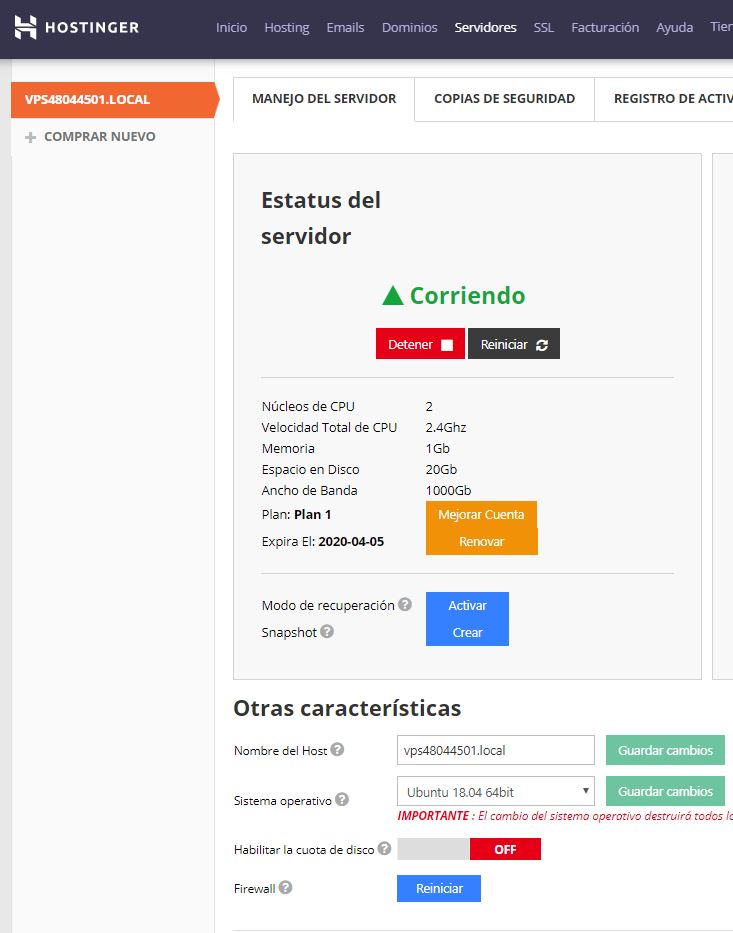 HOSTINGER
Inicio Hosting Emails Dominios Servidores SSL Facturación Ayuda Tier
VPS48044501.LOCAL
COMPRAR NUEVO
MANEJO DEL SERVIDOR COPIAS DE SEGURIDAD REGISTRO DE ACTIV
Estatus del
servidor
Corriendo
Detener Reiniciar
Núcleos de CPU 2
Velocidad Total de CPU 2.4Ghz
Memoria 1Gb
Espacio en Disco 20Gb
Ancho de Banda 1000Gb
Plan: Plan 1 Mejorar Cuenta
Expira El: 2020-04-05 Renovar
Modo de recuperación ? Activar
Snapshot ? Crear
Otras características
Nombre del Host ? vps48044501.local Guardar cambios
Sistema operativo ? Ubuntu 18.04 64bit Guardar cambios
IMPORTANTE : El cambio del sistema operativo destruirá todos lo
Habilitar la cuota de disco ? OFF
Firewall ? Reiniciar